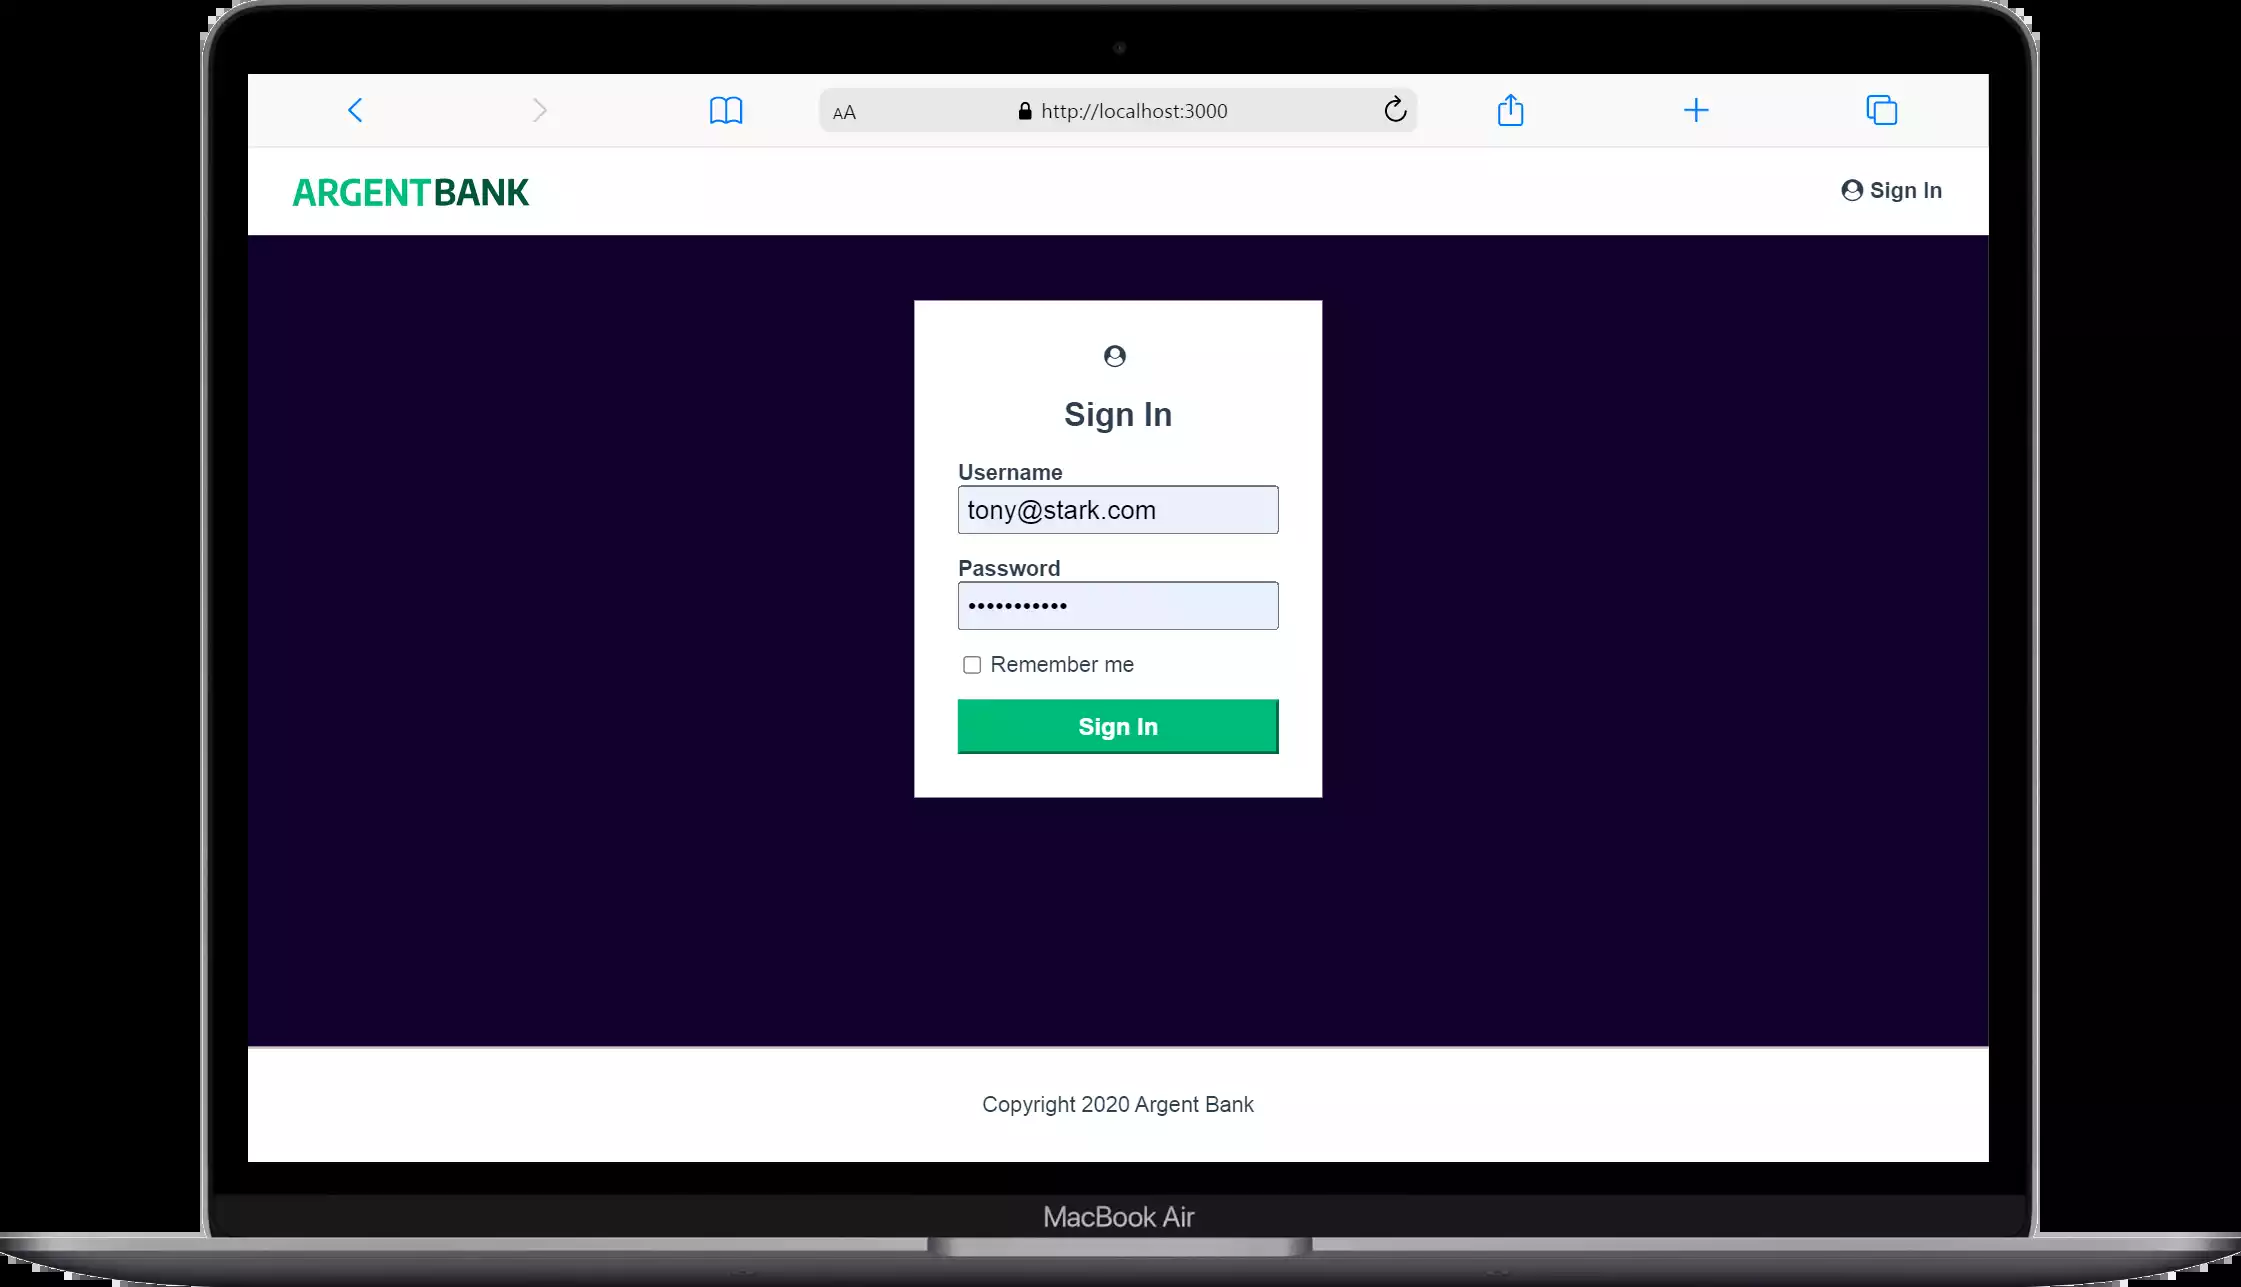 AA
http://localhost:3000
ARGENTBANK
Sign In
Sign In
Username
tony@stark.com
Password
•••••••••••
Remember me
Sign In
Copyright 2020 Argent Bank
MacBook Air